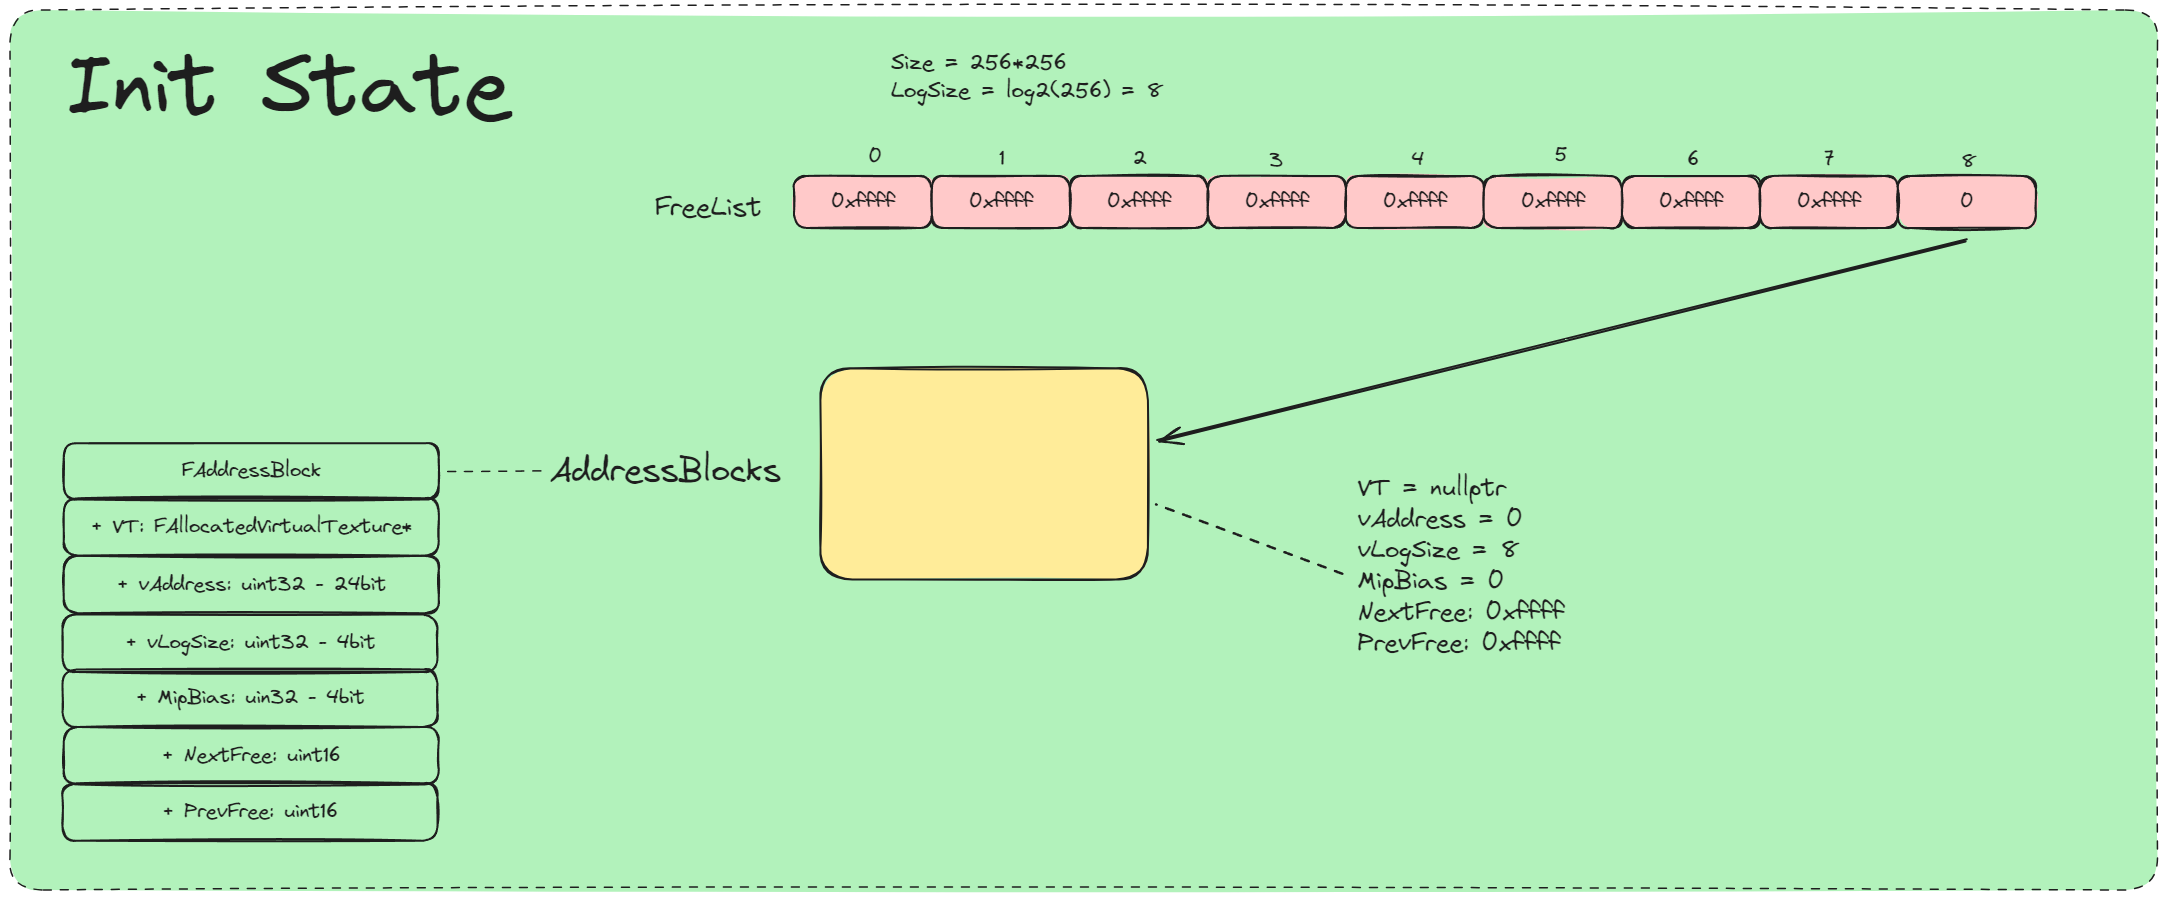 Init State
Size = 256*256
LogSize = log2(256) = 8
0 1 2 3 4 5 6 7 8
FreeList 0xffff 0xffff 0xffff 0xffff 0xffff 0xffff 0xffff 0xffff 0
AddressBlocks
FAddressBlock
+ VT: FAllocatedVirtualTexture*
+ vAddress: uint32 - 24bit
+ vLogSize: uint32 - 4bit
+ MipBias: uin32 - 4bit
+ NextFree: uint16
+ PrevFree: uint16
VT = nullptr
vAddress = 0
vLogSize = 8
MipBias = 0
NextFree: 0xffff
PrevFree: 0xffff